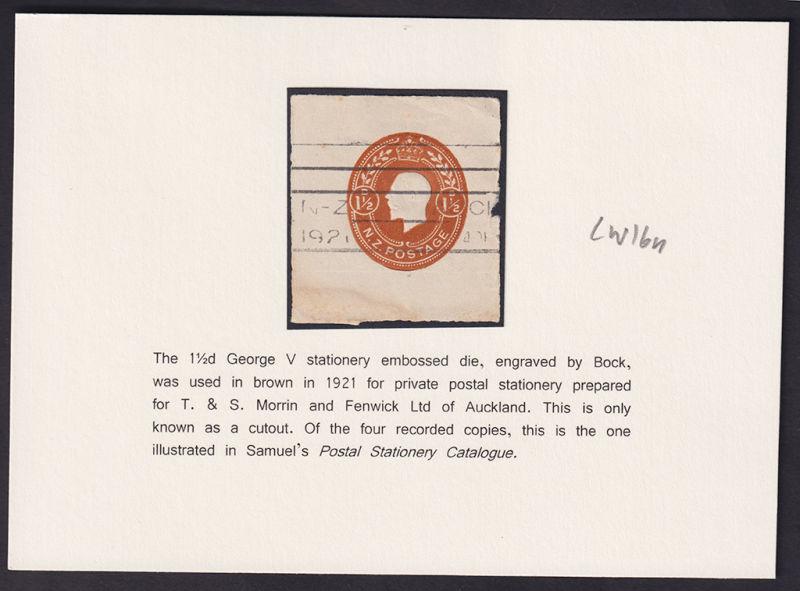 N-Z
1921
1½
1½
N.Z. POSTAGE
LW16n
The 1½d George V stationery embossed die, engraved by Bock,
was used in brown in 1921 for private postal stationery prepared
for T. & S. Morrin and Fenwick Ltd of Auckland. This is only
known as a cutout. Of the four recorded copies, this is the one
illustrated in Samuel's Postal Stationery Catalogue.